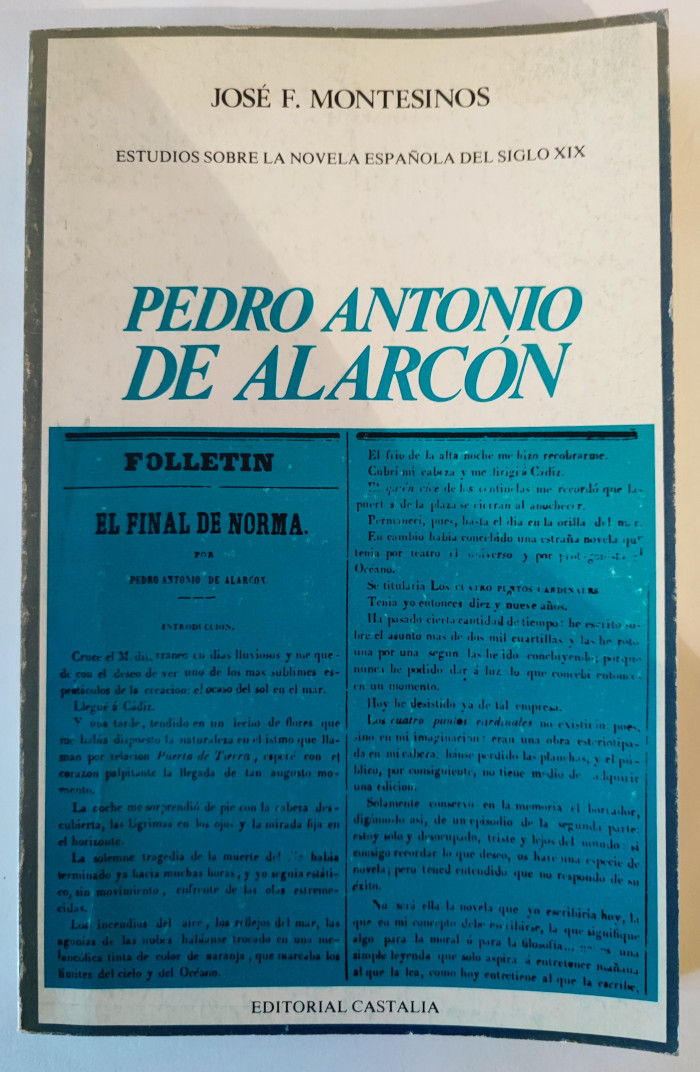 JOSÉ F. MONTESINOS
ESTUDIOS SOBRE LA NOVELA ESPAÑOLA DEL SIGLO XIX
PEDRO ANTONIO
DE ALARCÓN
FOLLETIN
EL FINAL DE NORMA.
POR
PEDRO ANTONIO DE ALARCON.
INTRODUCCION.
Crucé el M di traneo en dias lluviosos y me que-
dé con el deseo de ver uno de los mas sublimes es-
pectáculos de la creacion: el ocaso del sol en el mar.
Llegué á Cádiz.
Y una tarde, tendido en un lecho de flores que
me habia dispuesto la naturaleza en el istmo que lla-
man por telacion Puerta de Tierra, esperé con el
corazon palpitante la llegada de tan augusto mo-
mento.
La noche me sorprendió de pie con la cabeza des-
cubierta, las lágrimas en los ojos y la mirada fija en
el horizonte.
La solemne tragedia de la muerte del habia
terminado ya hacia muchas horas, y yo seguia estáti-
co, sin movimiento, enfrente de las olas estreme-
cidas.
Los incendios del aire, los reflejos del mar, las
agonias de las nubes habíanse trocado en una me-
lancólica tinta de color de naranja, que marcaba los
límites del cielo y del Océano.
El frio de la alta noche me hizo recobrarme.
Cubrí mi cabeza y me dirigí á Cádiz.
El quién vive de los centinelas me recordó que las
puertas de la plaza se cierran al anochecer.
Permanecí, pues, hasta el dia en la orilla del mar.
En cambio habia concebido una estraña novela que
tenia por teatro el universo y por protagonista el
Océano.
Se titularia LOS CUATRO PUNTOS CARDINALES
Tenia yo entonces diez y nueve años.
Ha pasado cierta cantidad de tiempo: he escrito so-
bre el asunto mas de dos mil cuartillas y las he roto
una por una segun las he ido concluyendo; porque
nunca he podido dar á luz lo que concebí entonces
en un momento.
Hoy he desistido ya de tal empresa.
Los cuatro puntos cardinales no existirán pues,
sino en mi imaginacion: eran una obra esteriotipa-
da en mi cabeza; hánse perdido las planchas, y el pú-
blico, por consiguiente, no tiene medio de adquirir
una edicion.
Solamente conservo en la memoria el borrador,
digámoslo asi, de un episodio de la segunda parte:
estoy solo y desocupado, triste y lejos del mundo: si
consigo recordar lo que deseo, os haré una especie de
novela; pero tened entendido que no respondo de su
éxito.
No será ella la novela que yo escribiria hoy, la
que en mi concepto debe escribirse, la que signifique
algo para la moral ó para la filosofía... es una
simple leyenda que solo aspira á entretener mañana
al que la lea, como hoy entretiene al que la escribe,
EDITORIAL CASTALIA